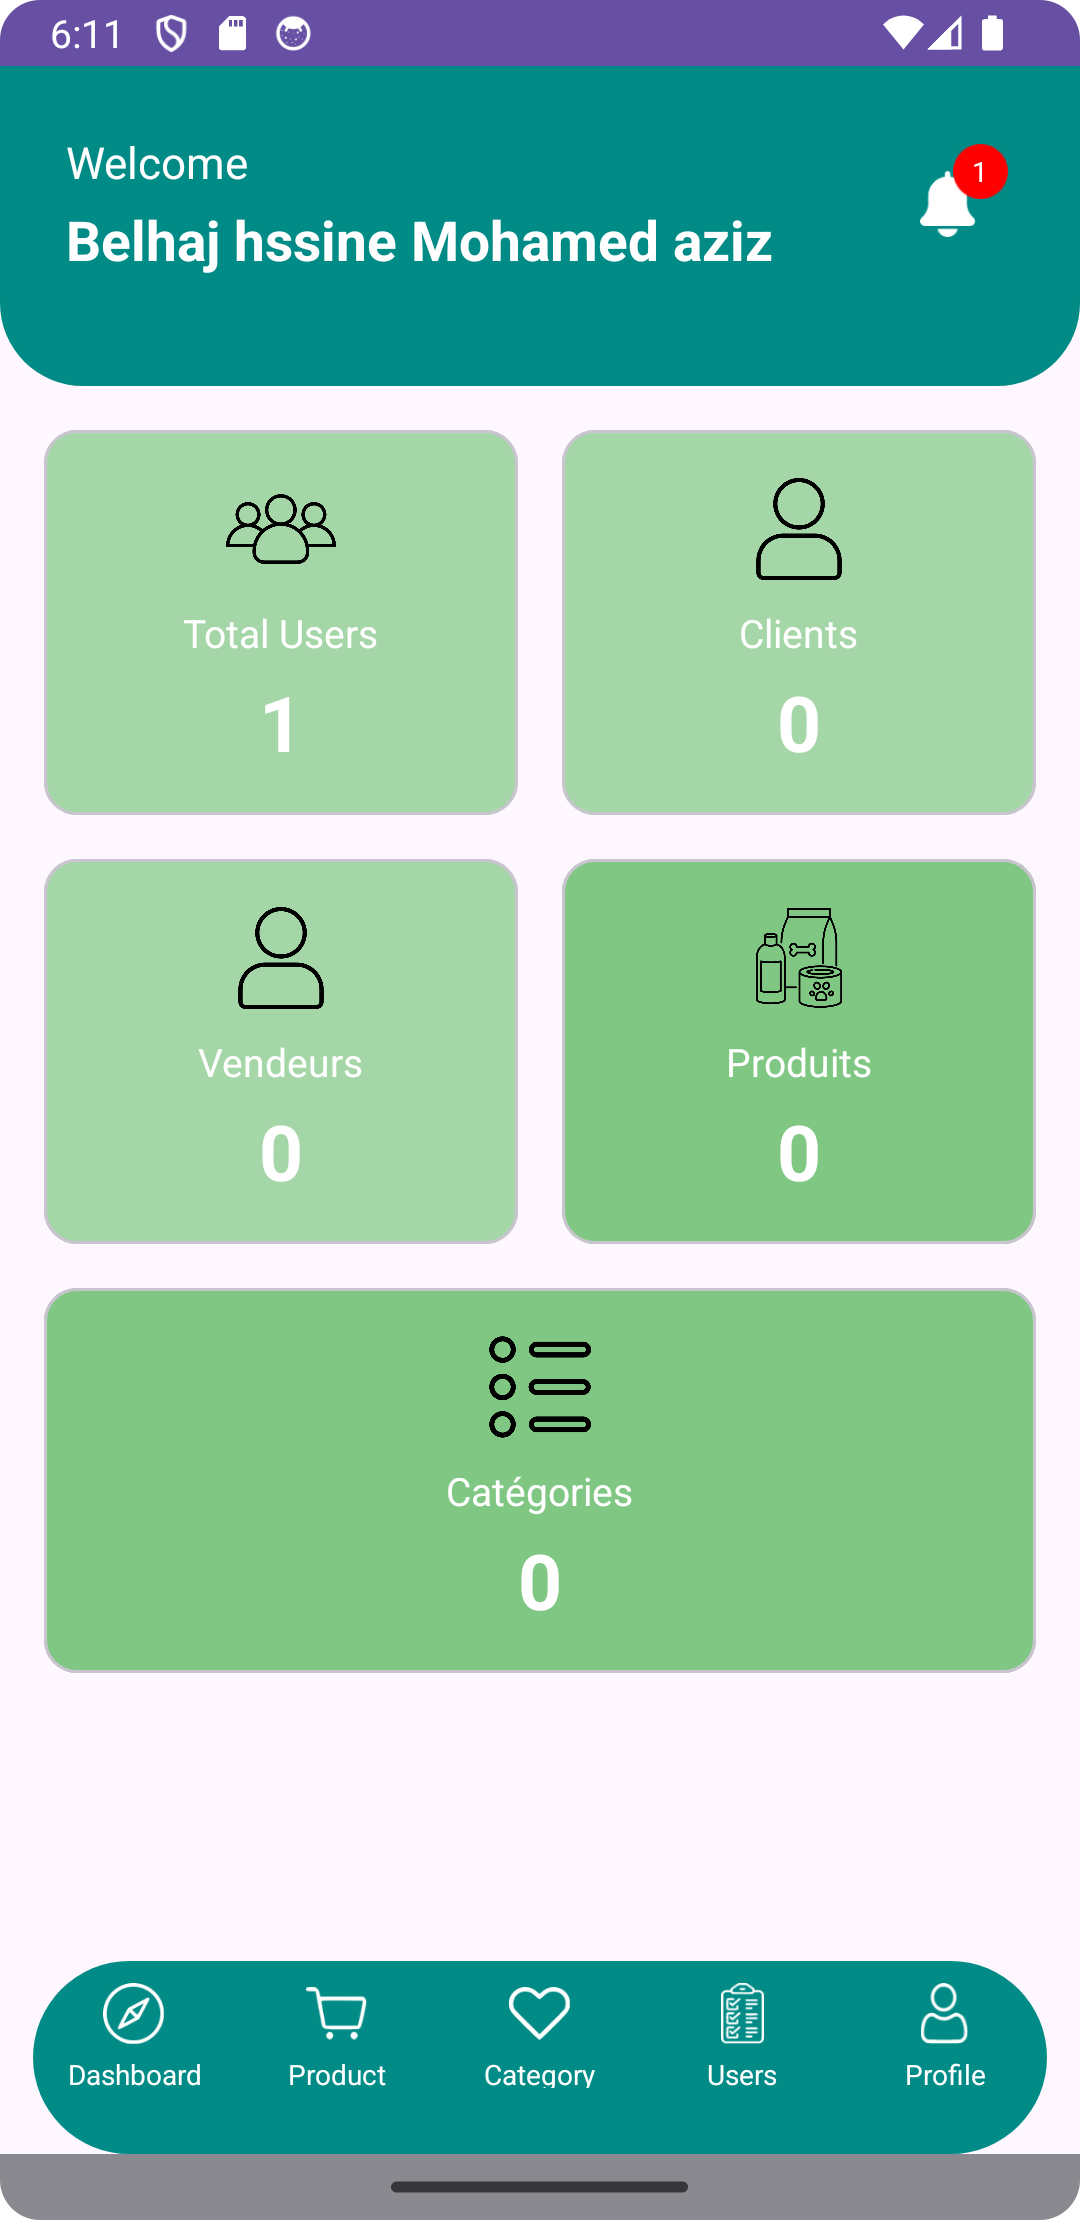 6:11
Welcome
1
Belhaj hssine Mohamed aziz
Total Users
1
Clients
0
Vendeurs
0
Produits
0
Catégories
0
Dashboard
Product
Category
Users
Profile